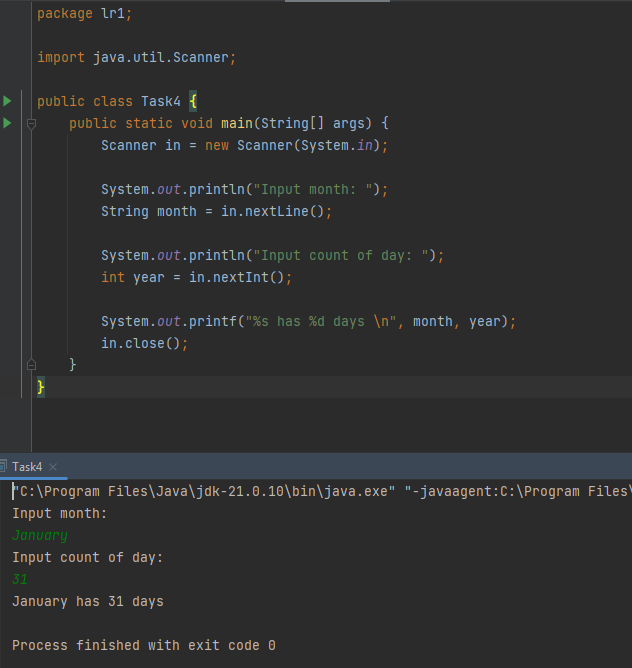 package lr1;
import java.util.Scanner;
public class Task4 {
public static void main(String[] args) {
Scanner in = new Scanner(System.in);
System.out.println("Input month: ");
String month = in.nextLine();
System.out.println("Input count of day: ");
int year = in.nextInt();
System.out.printf("%s has %d days \n", month, year);
in.close();
}
}
Task4
"C:\Program Files\Java\jdk-21.0.10\bin\java.exe" "-javaagent:C:\Program Files\
Input month:
January
Input count of day:
31
January has 31 days
Process finished with exit code 0